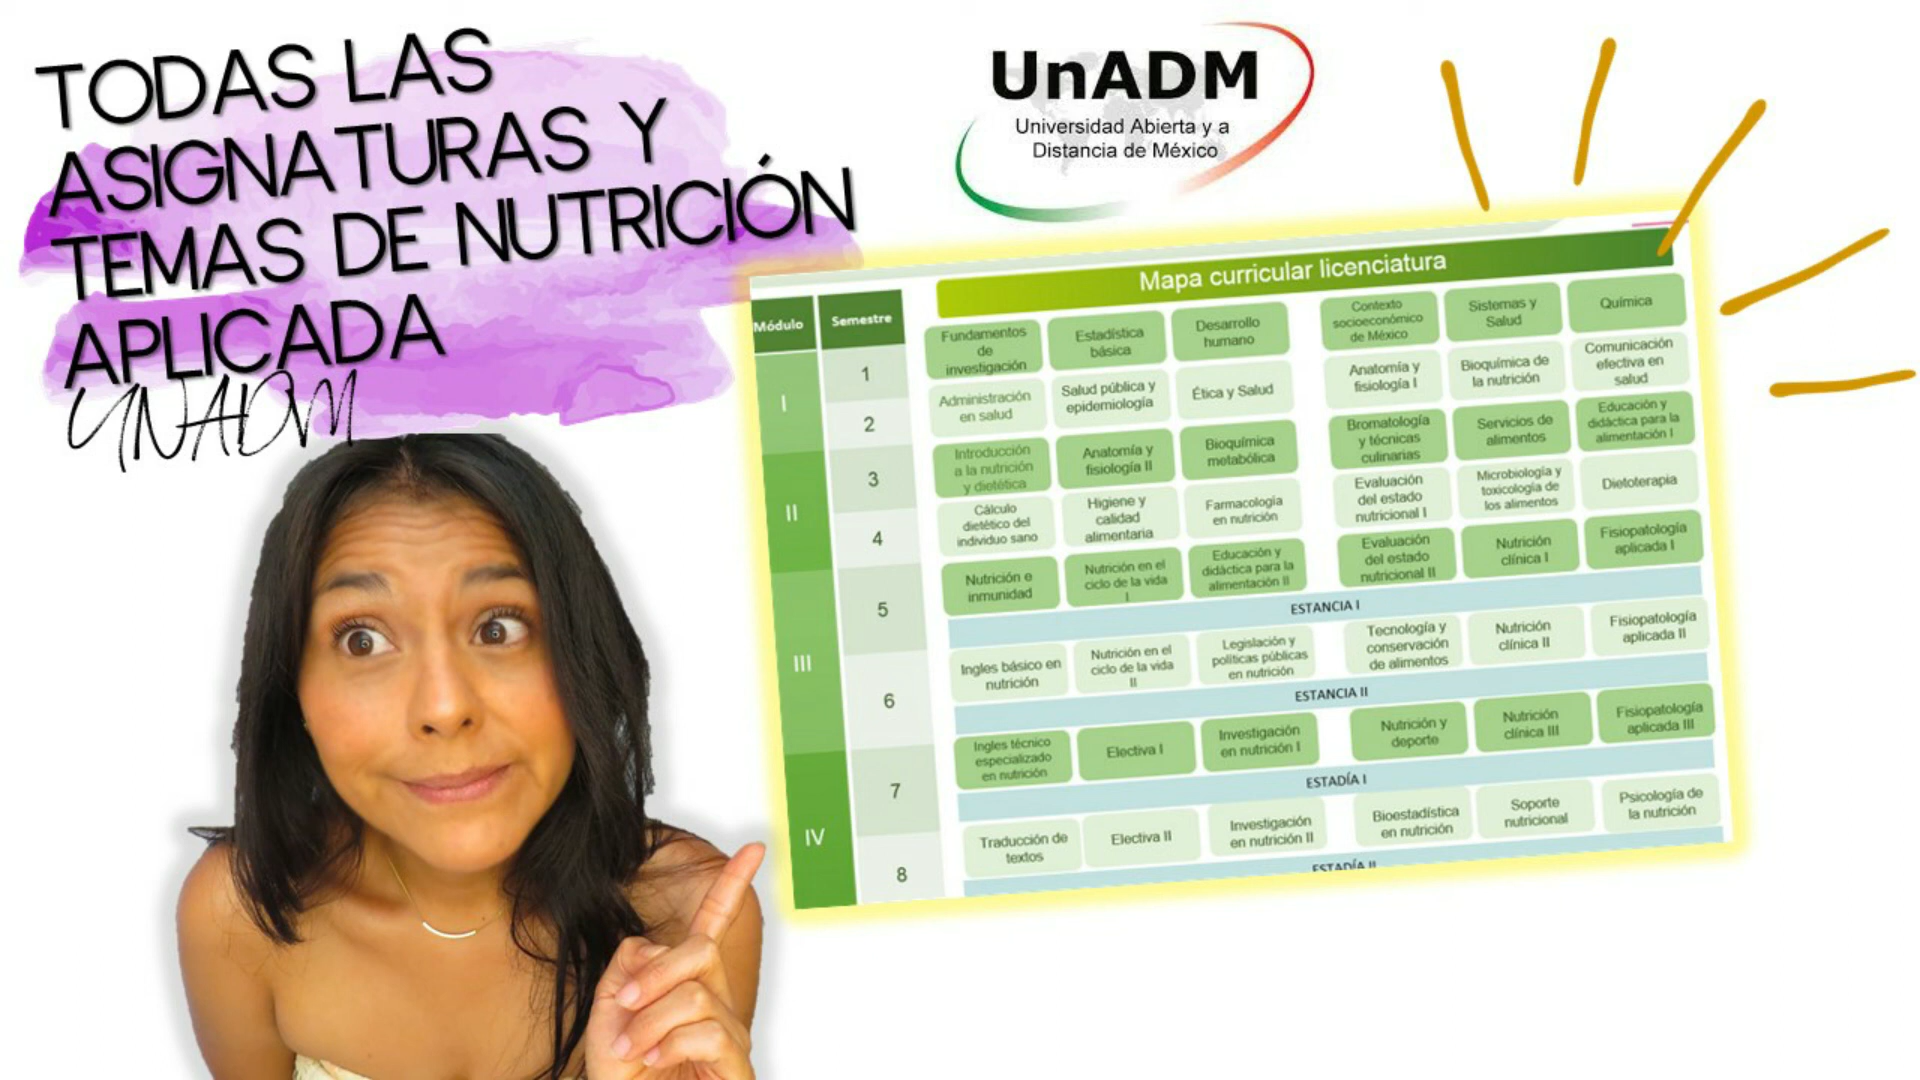 TODAS LAS
ASIGNATURAS Y
TEMAS DE NUTRICIÓN
APLICADA
UNADM
UnADM
Universidad Abierta y a
Distancia de México
Mapa curricular licenciatura
Módulo
Semestre
I
II
III
IV
1
2
3
4
5
6
7
8
Fundamentos
de
investigación
Estadística
básica
Desarrollo
humano
Contexto
socioeconómico
de México
Sistemas y
Salud
Química
Administración
en salud
Salud pública y
epidemiología
Ética y Salud
Anatomía y
fisiología I
Bioquímica de
la nutrición
Comunicación
efectiva en
salud
Introducción
a la nutrición
y dietética
Anatomía y
fisiología II
Bioquímica
metabólica
Bromatología
y técnicas
culinarias
Servicios de
alimentos
Educación y
didáctica para la
alimentación I
Cálculo
dietético del
individuo sano
Higiene y
calidad
alimentaria
Farmacología
en nutrición
Evaluación
del estado
nutricional I
Microbiología y
toxicología de
los alimentos
Dietoterapia
Nutrición e
inmunidad
Nutrición en el
ciclo de la vida
I
Educación y
didáctica para la
alimentación II
Evaluación
del estado
nutricional II
Nutrición
clínica I
Fisiopatología
aplicada I
ESTANCIA I
Ingles básico en
nutrición
Nutrición en el
ciclo de la vida
II
Legislación y
políticas públicas
en nutrición
Tecnología y
conservación
de alimentos
Nutrición
clínica II
Fisiopatología
aplicada II
ESTANCIA II
Ingles técnico
especializado
en nutrición
Electiva I
Investigación
en nutrición I
Nutrición y
deporte
Nutrición
clínica III
Fisiopatología
aplicada III
ESTADÍA I
Traducción de
textos
Electiva II
Investigación
en nutrición II
Bioestadística
en nutrición
Soporte
nutricional
Psicología de
la nutrición
ESTADÍA II